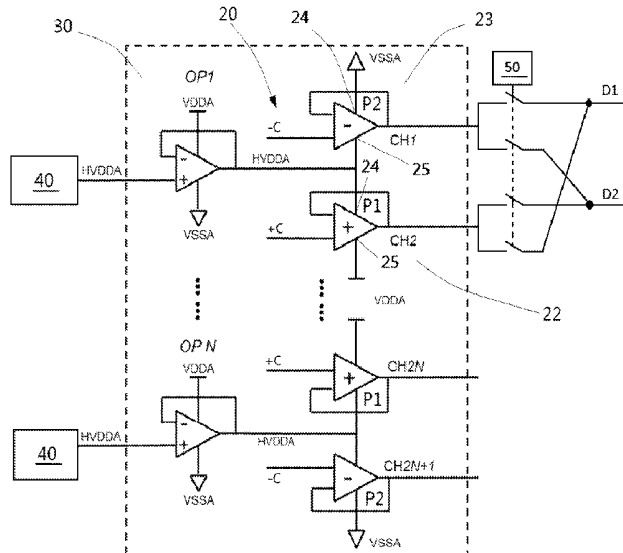 30
20
24
23
VSSA
OP1
VDDA
P2
50
D1
-C
-
CH1
-
+
40
HVDDA
HVDDA
25
24
P1
D2
VSSA
+C
+
CH2
25
22
VDDA
OP N
VDDA
+C
+
CH2N
P1
-
+
40
HVDDA
HVDDA
VSSA
-C
-
CH2N+1
P2
VSSA